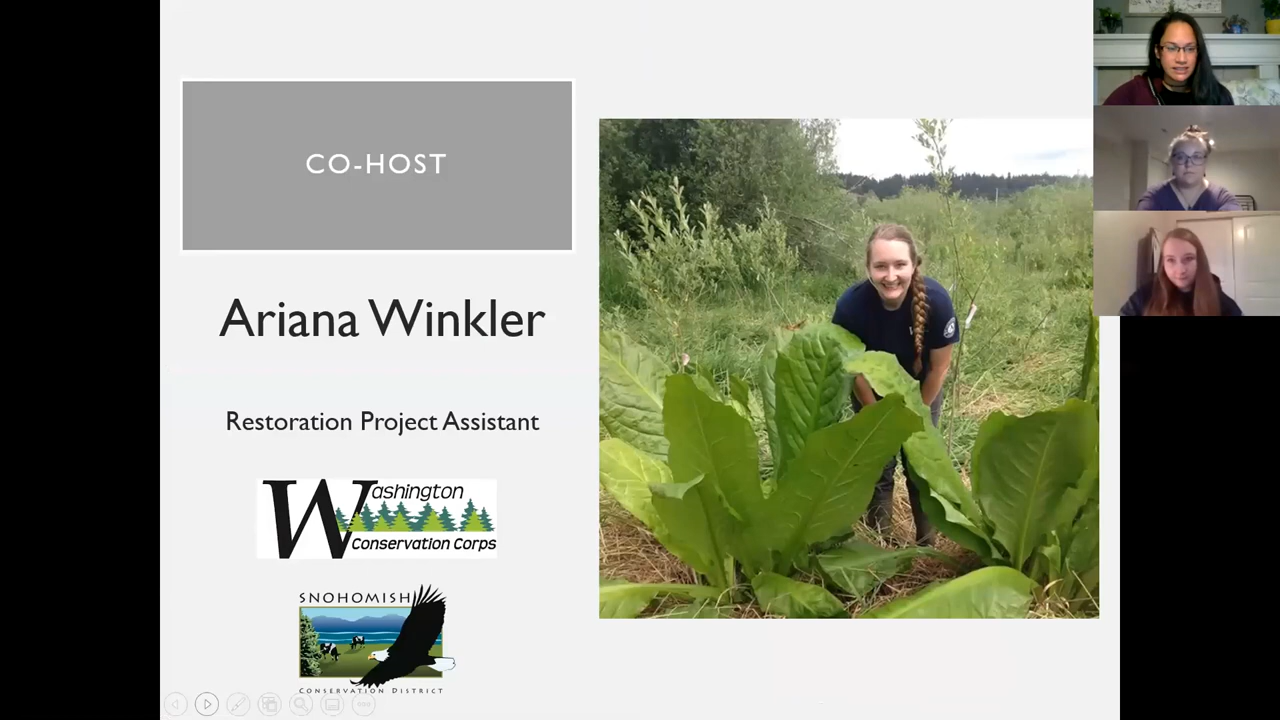 CO-HOST
Ariana Winkler
Restoration Project Assistant
Washington
Conservation Corps
SNOHOMISH
CONSERVATION DISTRICT